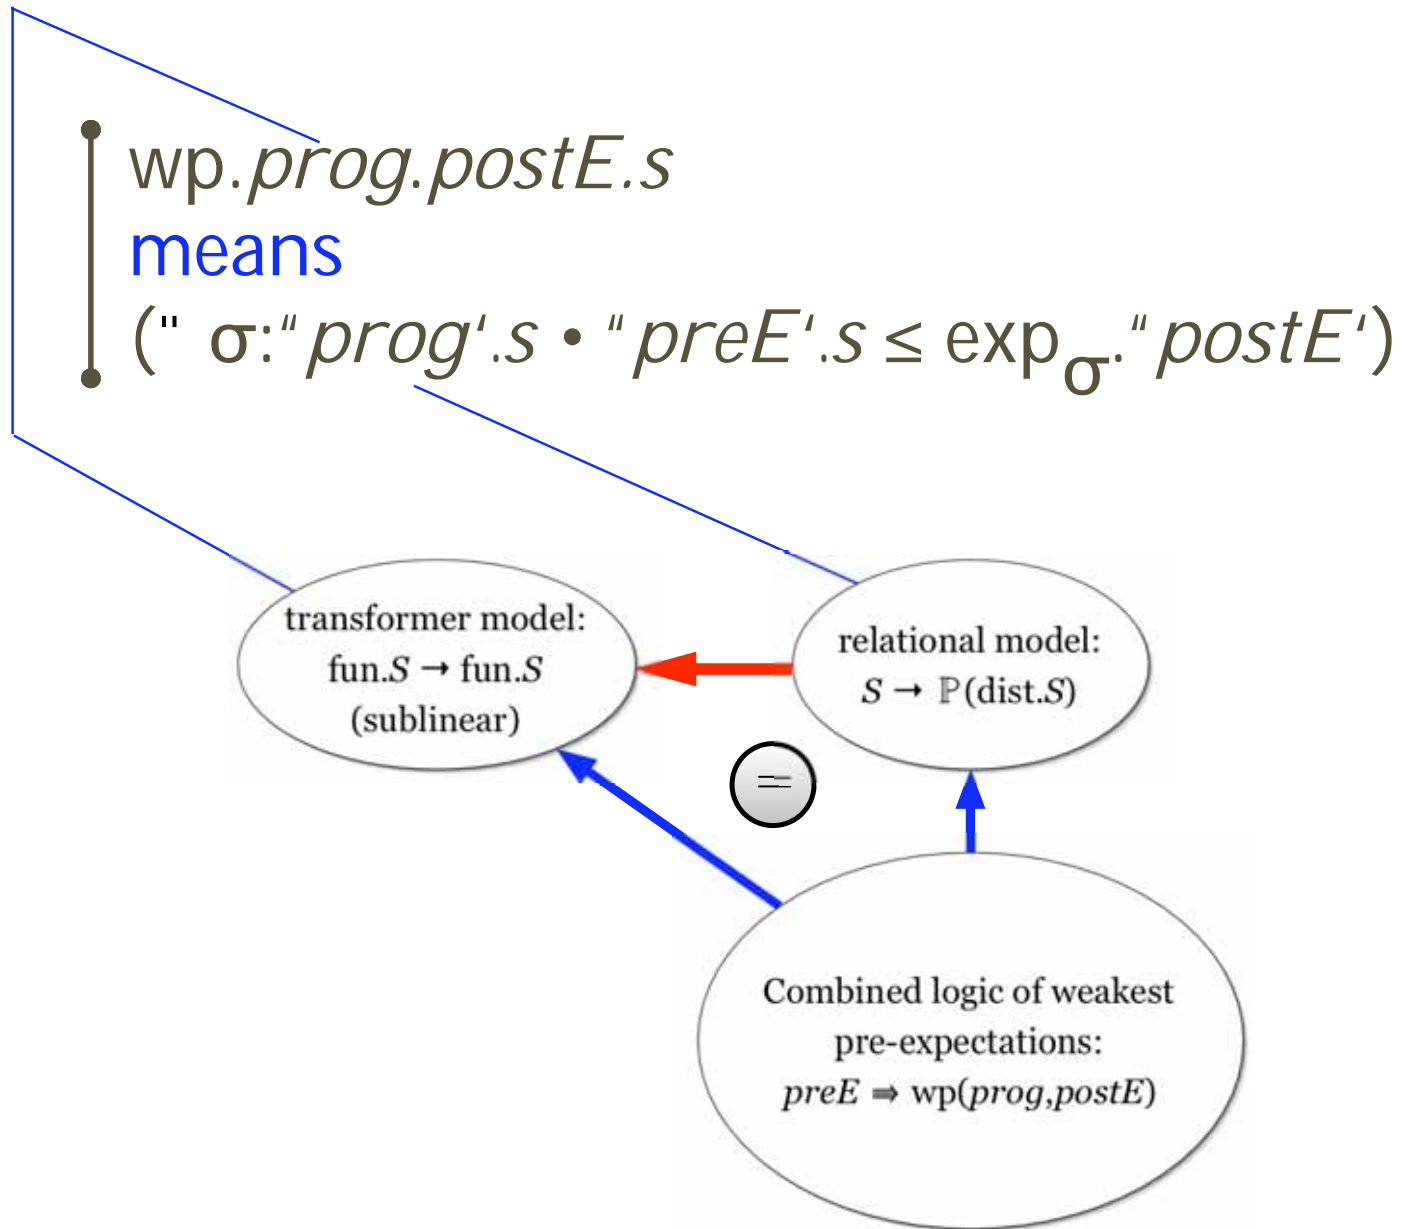 wp.prog.postE.s
means
(" σ:"prog'.s • "preE'.s ≤ expσ."postE')
transformer model:
fun.S → fun.S
(sublinear)
relational model:
S → ℙ(dist.S)
=
Combined logic of weakest
pre-expectations:
preE ⇛ wp(prog,postE)